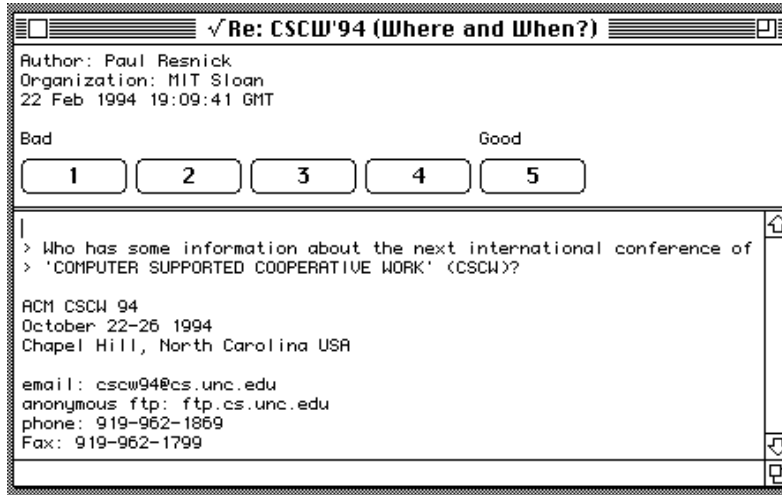 √Re: CSCW'94 (Where and When?)
Author: Paul Resnick
Organization: MIT Sloan
22 Feb 1994 19:09:41 GMT
Bad Good
1 2 3 4 5
> Who has some information about the next international conference of
> 'COMPUTER SUPPORTED COOPERATIVE WORK' (CSCW)?
ACM CSCW 94
October 22-26 1994
Chapel Hill, North Carolina USA
email: cscw94@cs.unc.edu
anonymous ftp: ftp.cs.unc.edu
phone: 919-962-1869
Fax: 919-962-1799